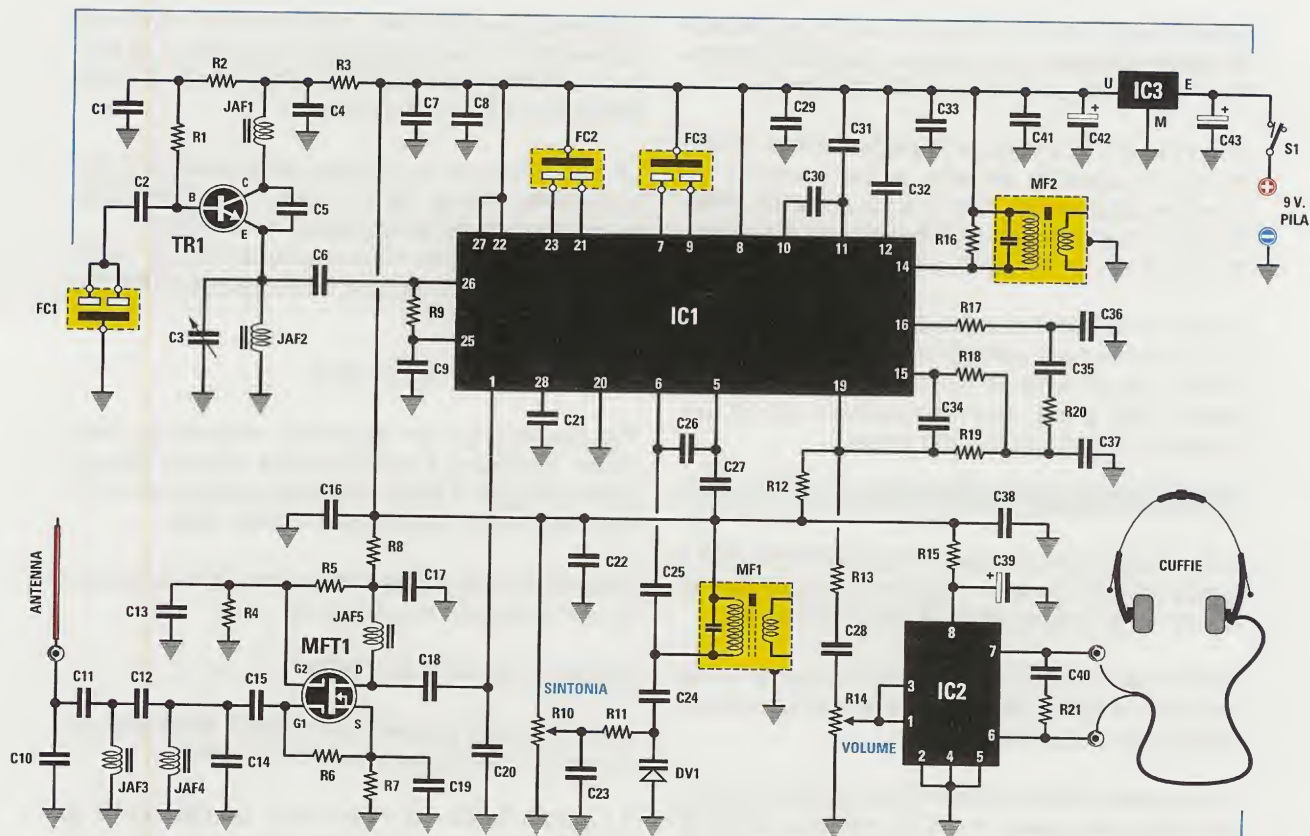 R2
R3
C1
R1
JAF1
C4
C7
C8
FC2
FC3
C29
C31
C33
C41
C42
+
U
IC3
E
M
C43
+
S1
9 V.
PILA
+
−
C2
B
C
E
C5
TR1
C30
C32
MF2
R16
27
22
23
21
7
9
8
10
11
12
14
FC1
C3
JAF2
C6
R9
C9
26
25
IC1
16
15
R17
C36
R18
C35
R20
C34
R19
C37
1
28
20
6
5
19
C21
C26
C27
R12
C16
R8
C38
R15
C39
+
CUFFIE
ANTENNA
C13
R4
R5
C17
JAF5
MFT1
G2
D
G1
S
C18
C22
C25
MF1
R13
C28
C11
C12
C15
C10
JAF3
JAF4
C14
R6
R7
C19
C20
SINTONIA
R10
R11
C23
C24
DV1
R14
VOLUME
8
IC2
3
1
2
4
5
7
6
C40
R21